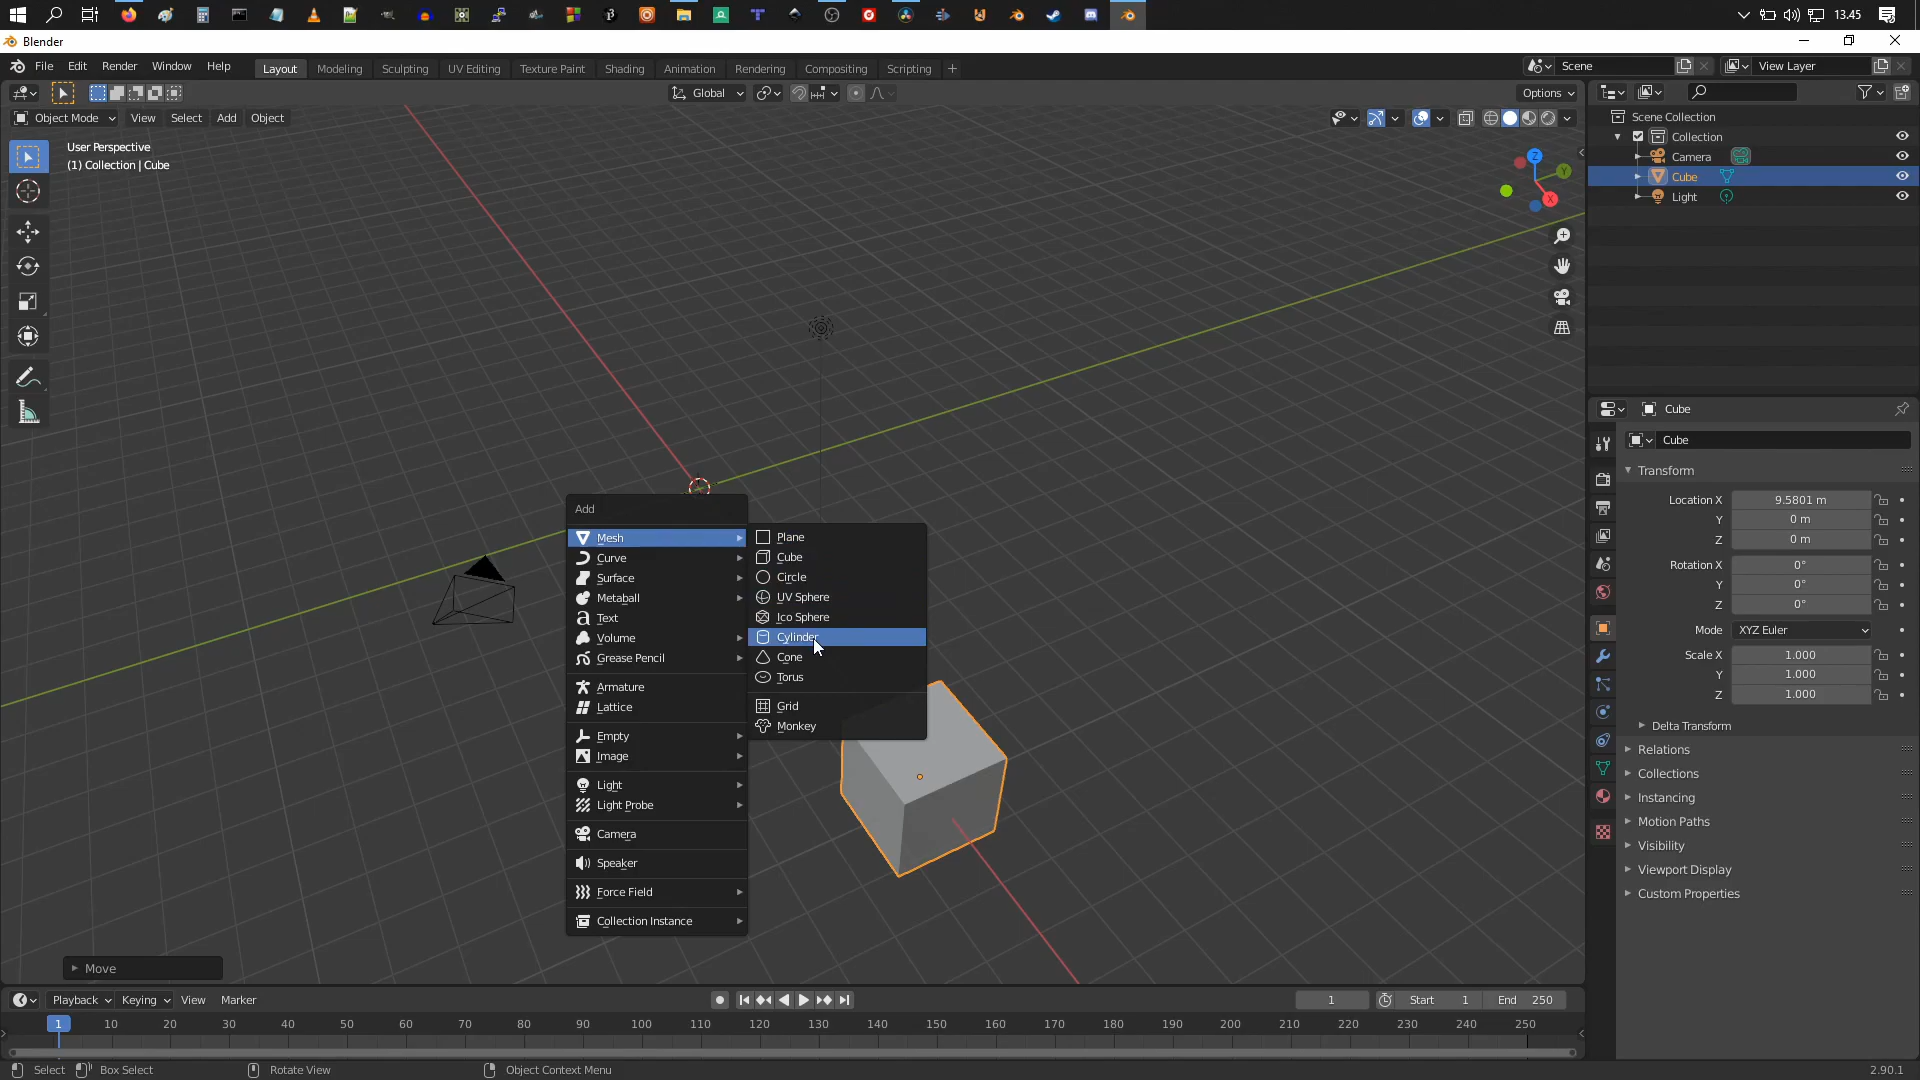 13.45
Blender
File Edit Render Window Help
Layout Modeling Sculpting UV Editing Texture Paint Shading Animation Rendering Compositing Scripting +
Scene
View Layer
Global
Options
Object Mode View Select Add Object
User Perspective
(1) Collection | Cube
Z
Y
X
Scene Collection
Collection
Camera
Cube
Light
Add
Mesh
Curve
Surface
Metaball
Text
Volume
Grease Pencil
Armature
Lattice
Empty
Image
Light
Light Probe
Camera
Speaker
Force Field
Collection Instance
Plane
Cube
Circle
UV Sphere
Ico Sphere
Cylinder
Cone
Torus
Grid
Monkey
Cube
Cube
Transform
Location X 9.5801 m
Y 0 m
Z 0 m
Rotation X 0°
Y 0°
Z 0°
Mode XYZ Euler
Scale X 1.000
Y 1.000
Z 1.000
Delta Transform
Relations
Collections
Instancing
Motion Paths
Visibility
Viewport Display
Custom Properties
Move
Playback Keying View Marker
1 Start 1 End 250
1 10 20 30 40 50 60 70 80 90 100 110 120 130 140 150 160 170 180 190 200 210 220 230 240 250
Select Box Select Rotate View Object Context Menu 2.90.1